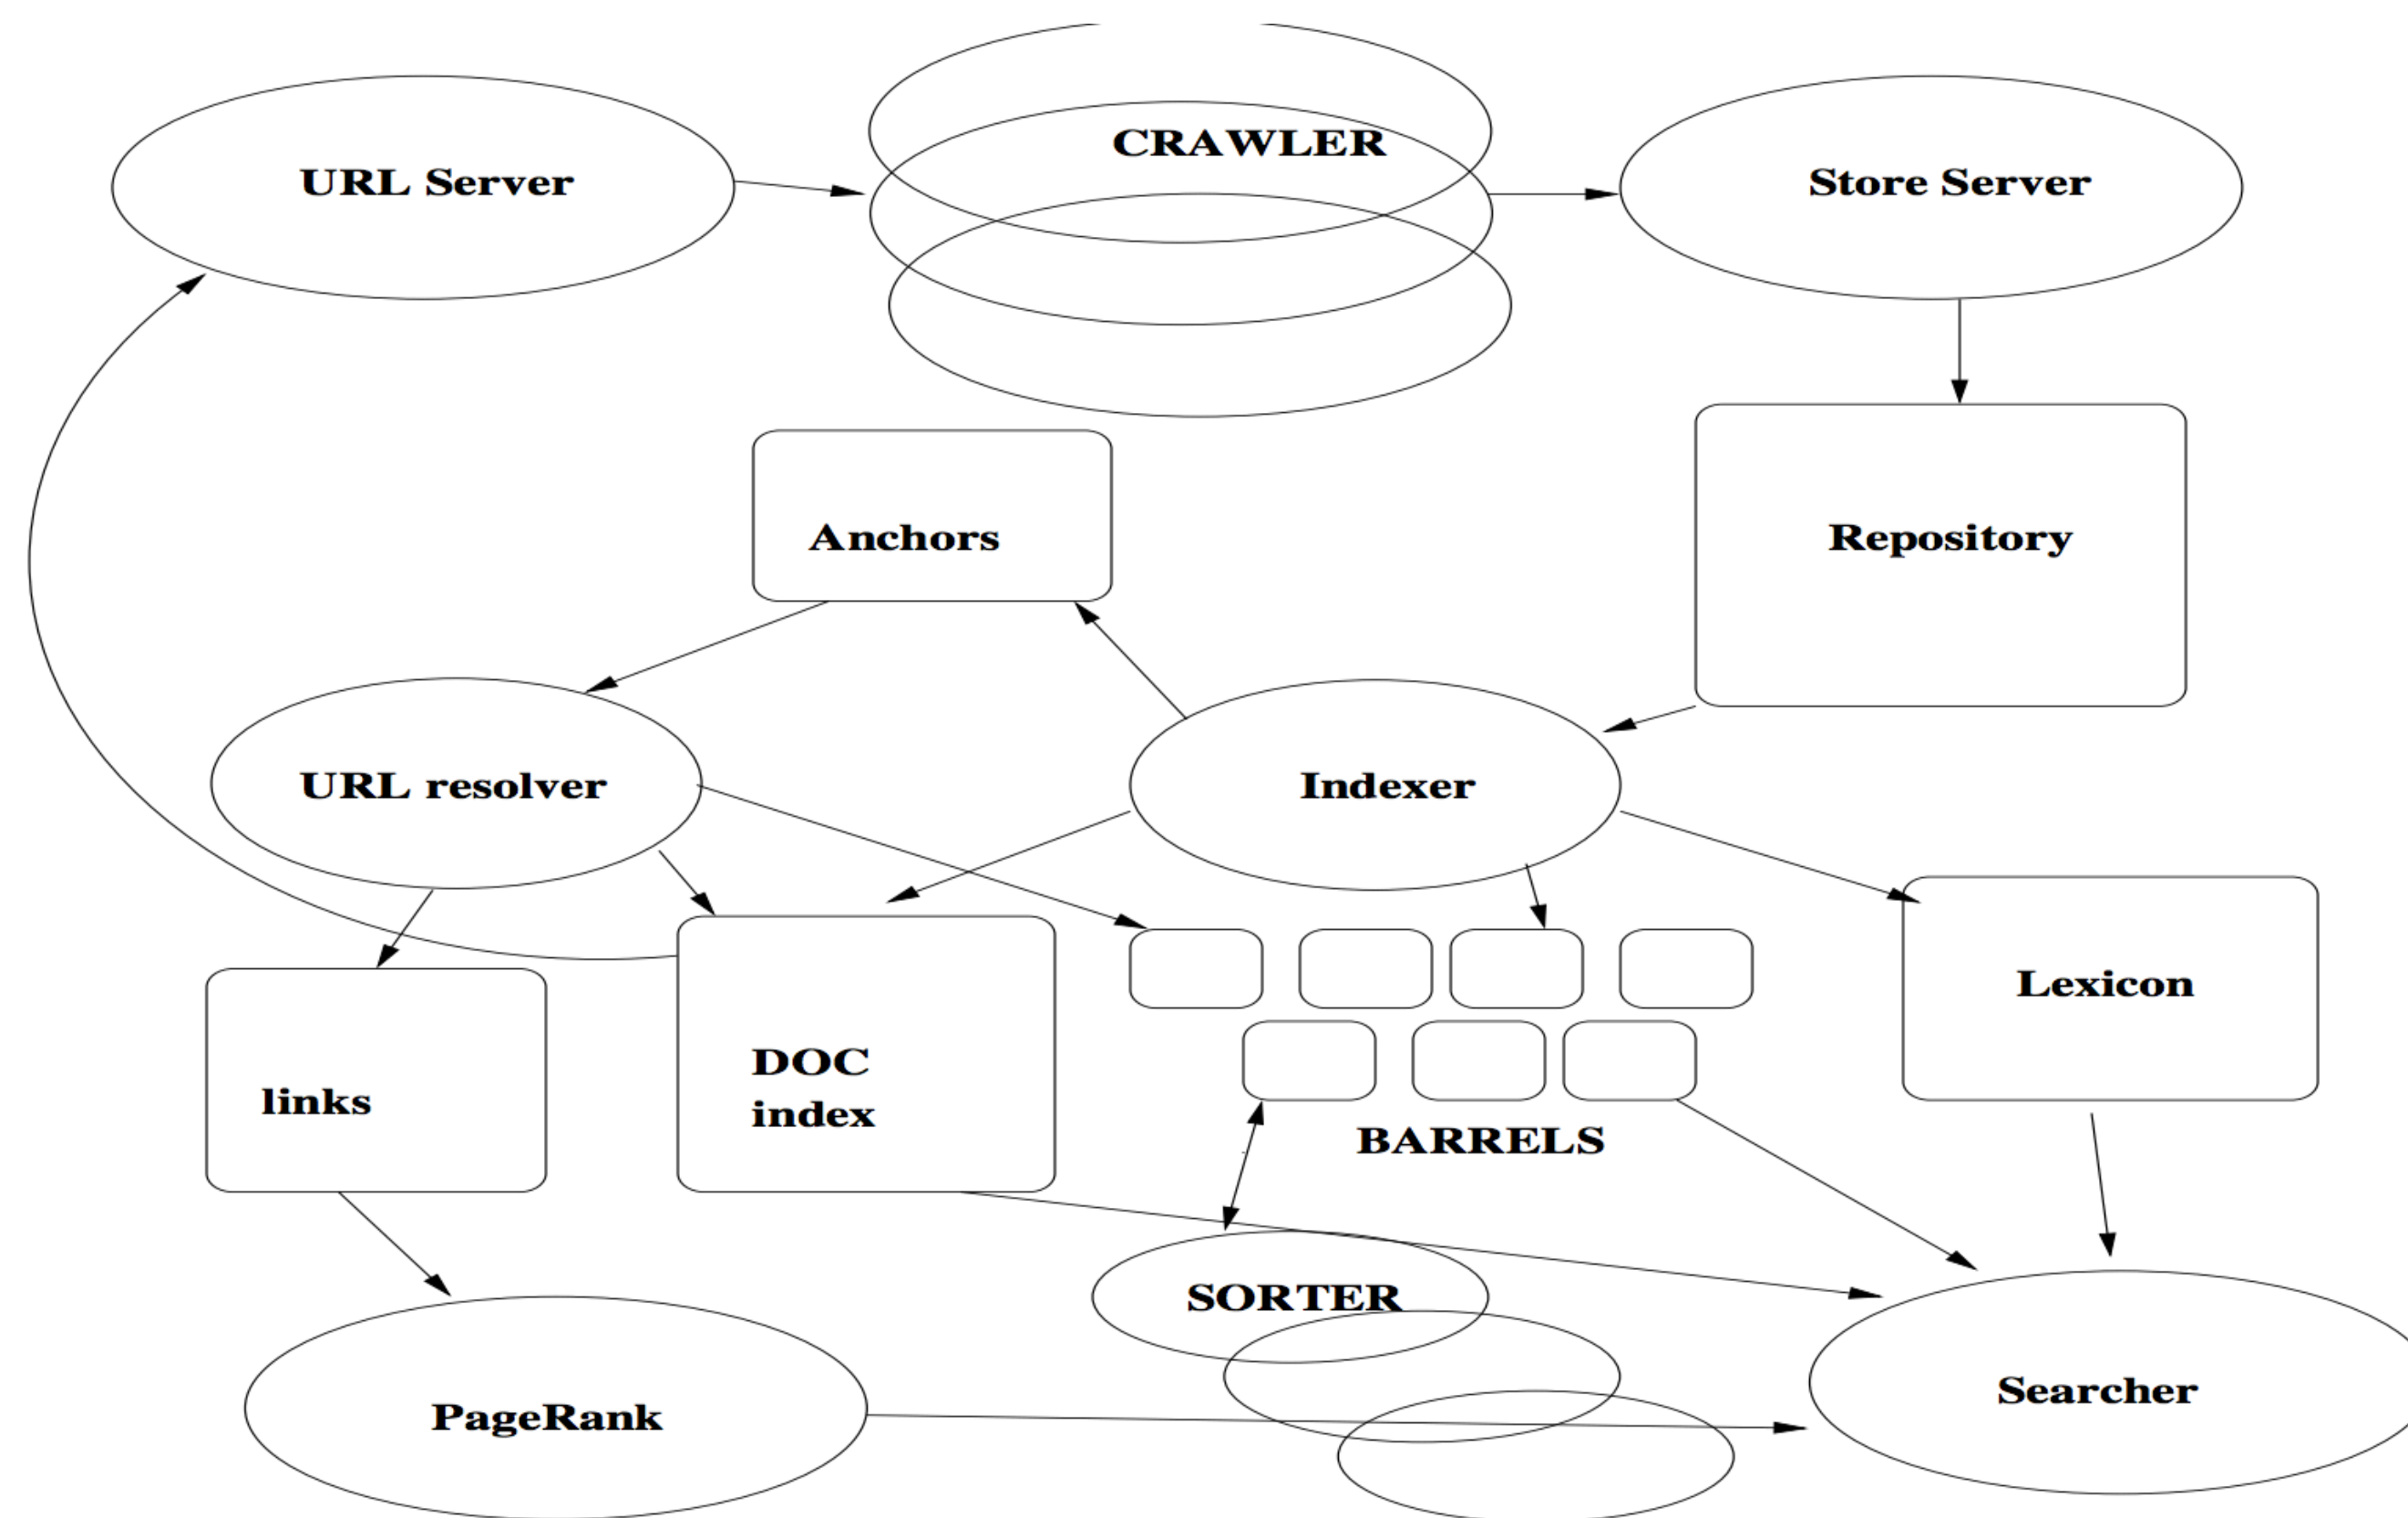 CRAWLER
URL Server
Store Server
Anchors
Repository
URL resolver
Indexer
Lexicon
DOC
index
links
BARRELS
SORTER
Searcher
PageRank